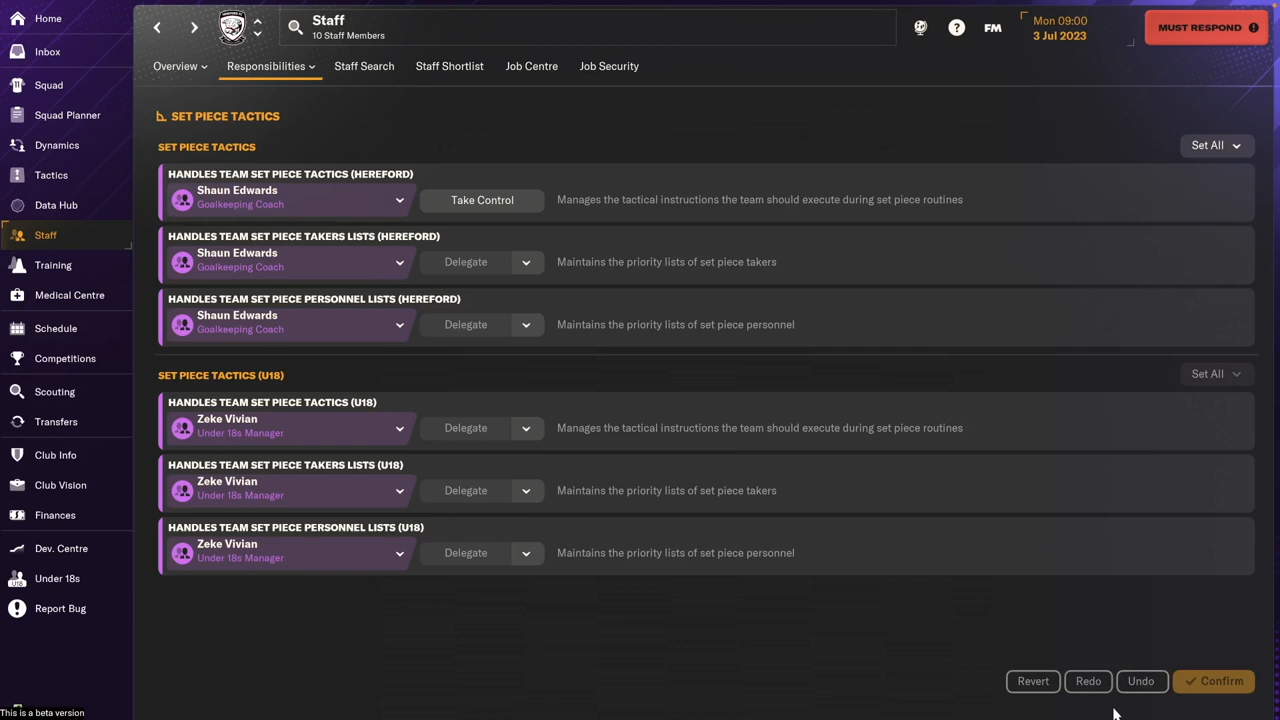 Home
Inbox
Squad
Squad Planner
Dynamics
Tactics
Data Hub
Staff
Training
Medical Centre
Schedule
Competitions
Scouting
Transfers
Club Info
Club Vision
Finances
Dev. Centre
U18
Under 18s
Report Bug
This is a beta version
Staff
10 Staff Members
?
FM
Mon 09:00
3 Jul 2023
MUST RESPOND
Overview
Responsibilities
Staff Search
Staff Shortlist
Job Centre
Job Security
SET PIECE TACTICS
SET PIECE TACTICS
Set All
HANDLES TEAM SET PIECE TACTICS (HEREFORD)
Shaun Edwards
Goalkeeping Coach
Take Control
Manages the tactical instructions the team should execute during set piece routines
HANDLES TEAM SET PIECE TAKERS LISTS (HEREFORD)
Shaun Edwards
Goalkeeping Coach
Delegate
Maintains the priority lists of set piece takers
HANDLES TEAM SET PIECE PERSONNEL LISTS (HEREFORD)
Shaun Edwards
Goalkeeping Coach
Delegate
Maintains the priority lists of set piece personnel
SET PIECE TACTICS (U18)
Set All
HANDLES TEAM SET PIECE TACTICS (U18)
Zeke Vivian
Under 18s Manager
Delegate
Manages the tactical instructions the team should execute during set piece routines
HANDLES TEAM SET PIECE TAKERS LISTS (U18)
Zeke Vivian
Under 18s Manager
Delegate
Maintains the priority lists of set piece takers
HANDLES TEAM SET PIECE PERSONNEL LISTS (U18)
Zeke Vivian
Under 18s Manager
Delegate
Maintains the priority lists of set piece personnel
Revert
Redo
Undo
Confirm